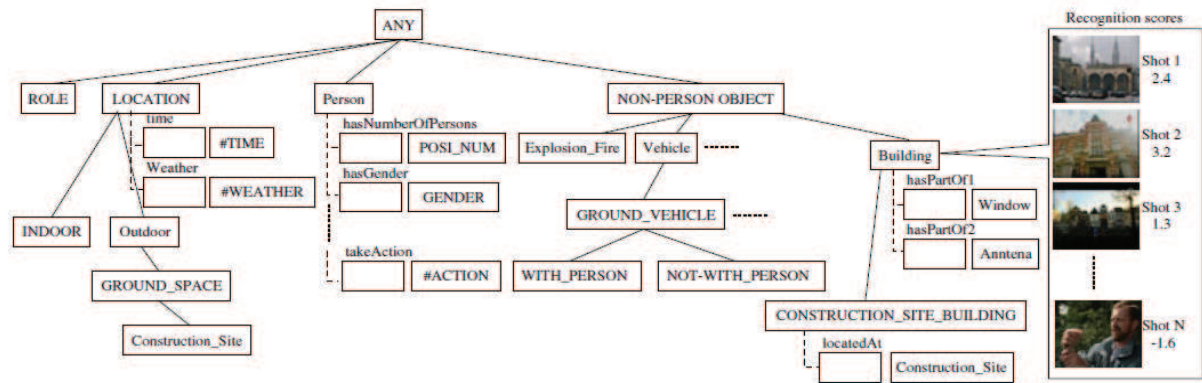 Recognition scores
ANY
Shot 1
2.4
ROLE
LOCATION
Person
NON-PERSON OBJECT
time
#TIME
Weather
#WEATHER
hasNumberOfPersons
POSI_NUM
hasGender
GENDER
takeAction
#ACTION
Explosion_Fire
Vehicle
Building
Shot 2
3.2
hasPartOf1
Window
hasPartOf2
Anntena
Shot 3
1.3
INDOOR
Outdoor
GROUND_VEHICLE
GROUND_SPACE
WITH_PERSON
NOT-WITH_PERSON
Construction_Site
CONSTRUCTION_SITE_BUILDING
locatedAt
Construction_Site
Shot N
-1.6